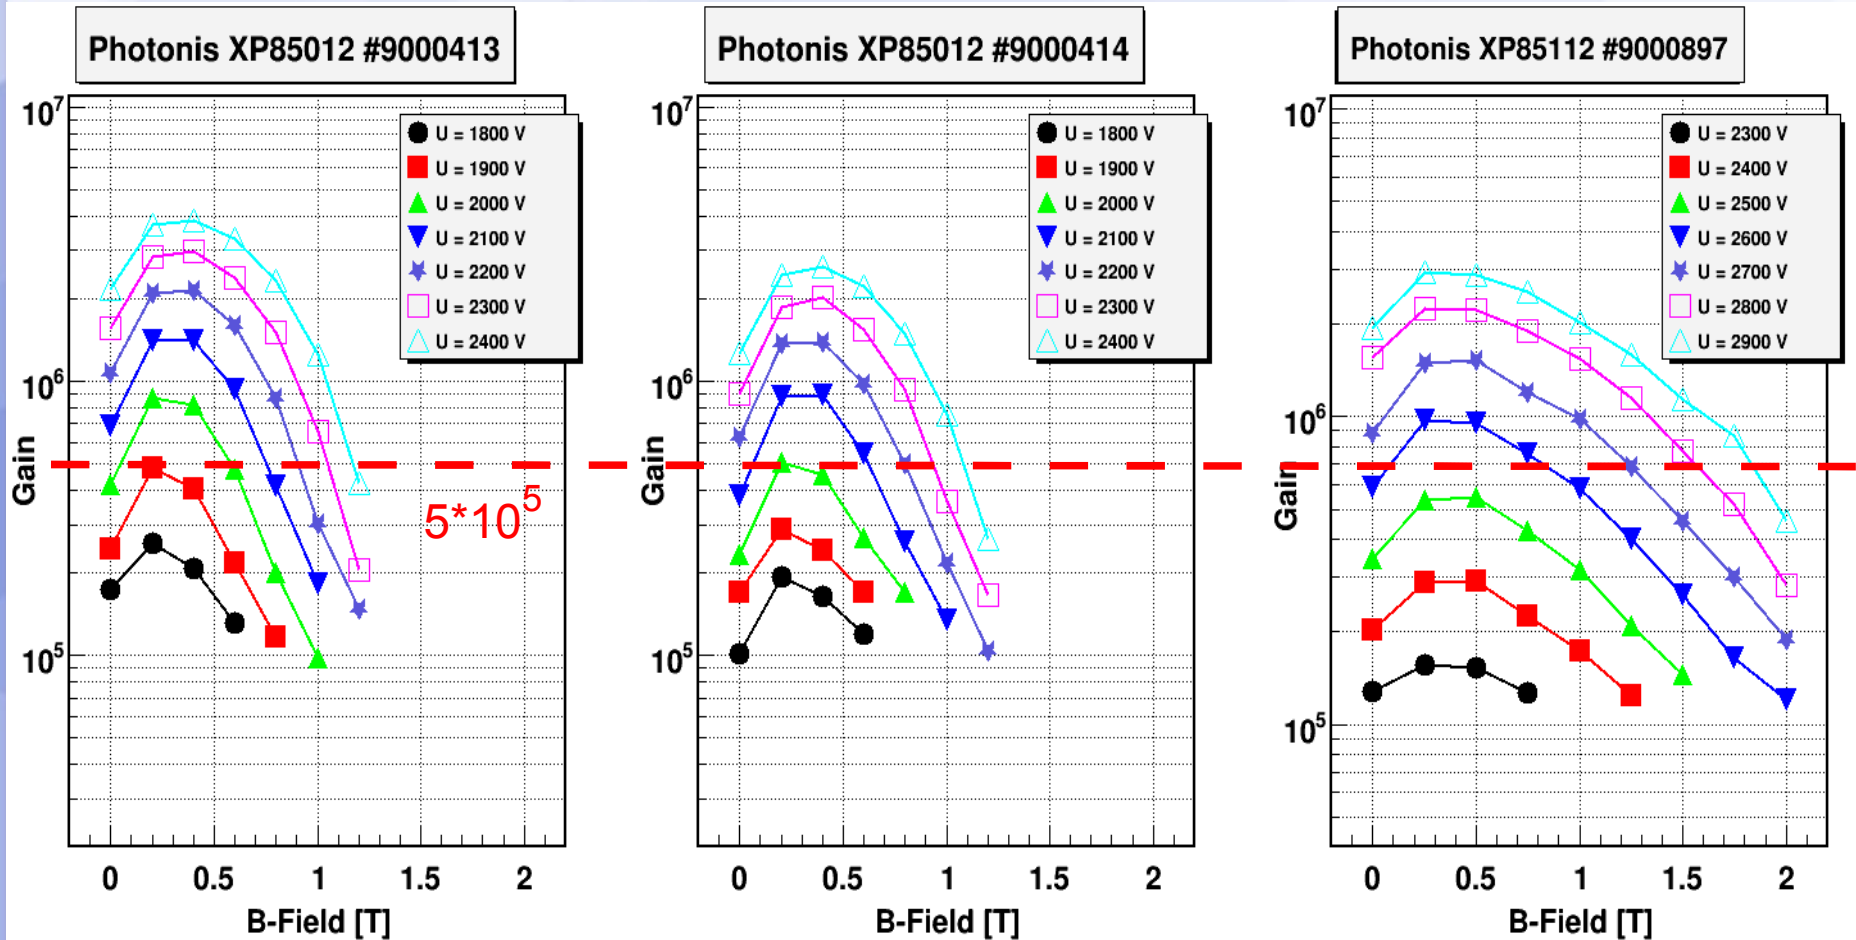 Photonis XP85012 #9000413
10^7
U = 1800 V
U = 1900 V
U = 2000 V
U = 2100 V
U = 2200 V
U = 2300 V
U = 2400 V
10^6
10^5
Gain
5*10^5
0 0.5 1 1.5 2
B-Field [T]
Photonis XP85012 #9000414
10^7
U = 1800 V
U = 1900 V
U = 2000 V
U = 2100 V
U = 2200 V
U = 2300 V
U = 2400 V
10^6
10^5
Gain
0 0.5 1 1.5 2
B-Field [T]
Photonis XP85112 #9000897
10^7
U = 2300 V
U = 2400 V
U = 2500 V
U = 2600 V
U = 2700 V
U = 2800 V
U = 2900 V
10^6
10^5
Gain
0 0.5 1 1.5 2
B-Field [T]